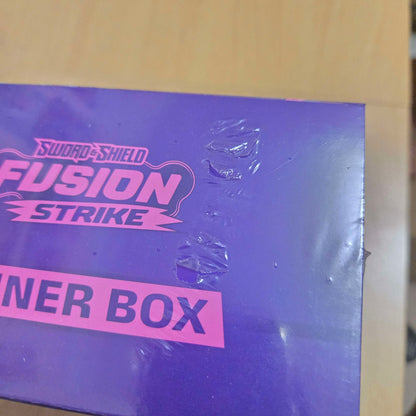 SWORD & SHIELD
FUSION
STRIKE
NER BOX